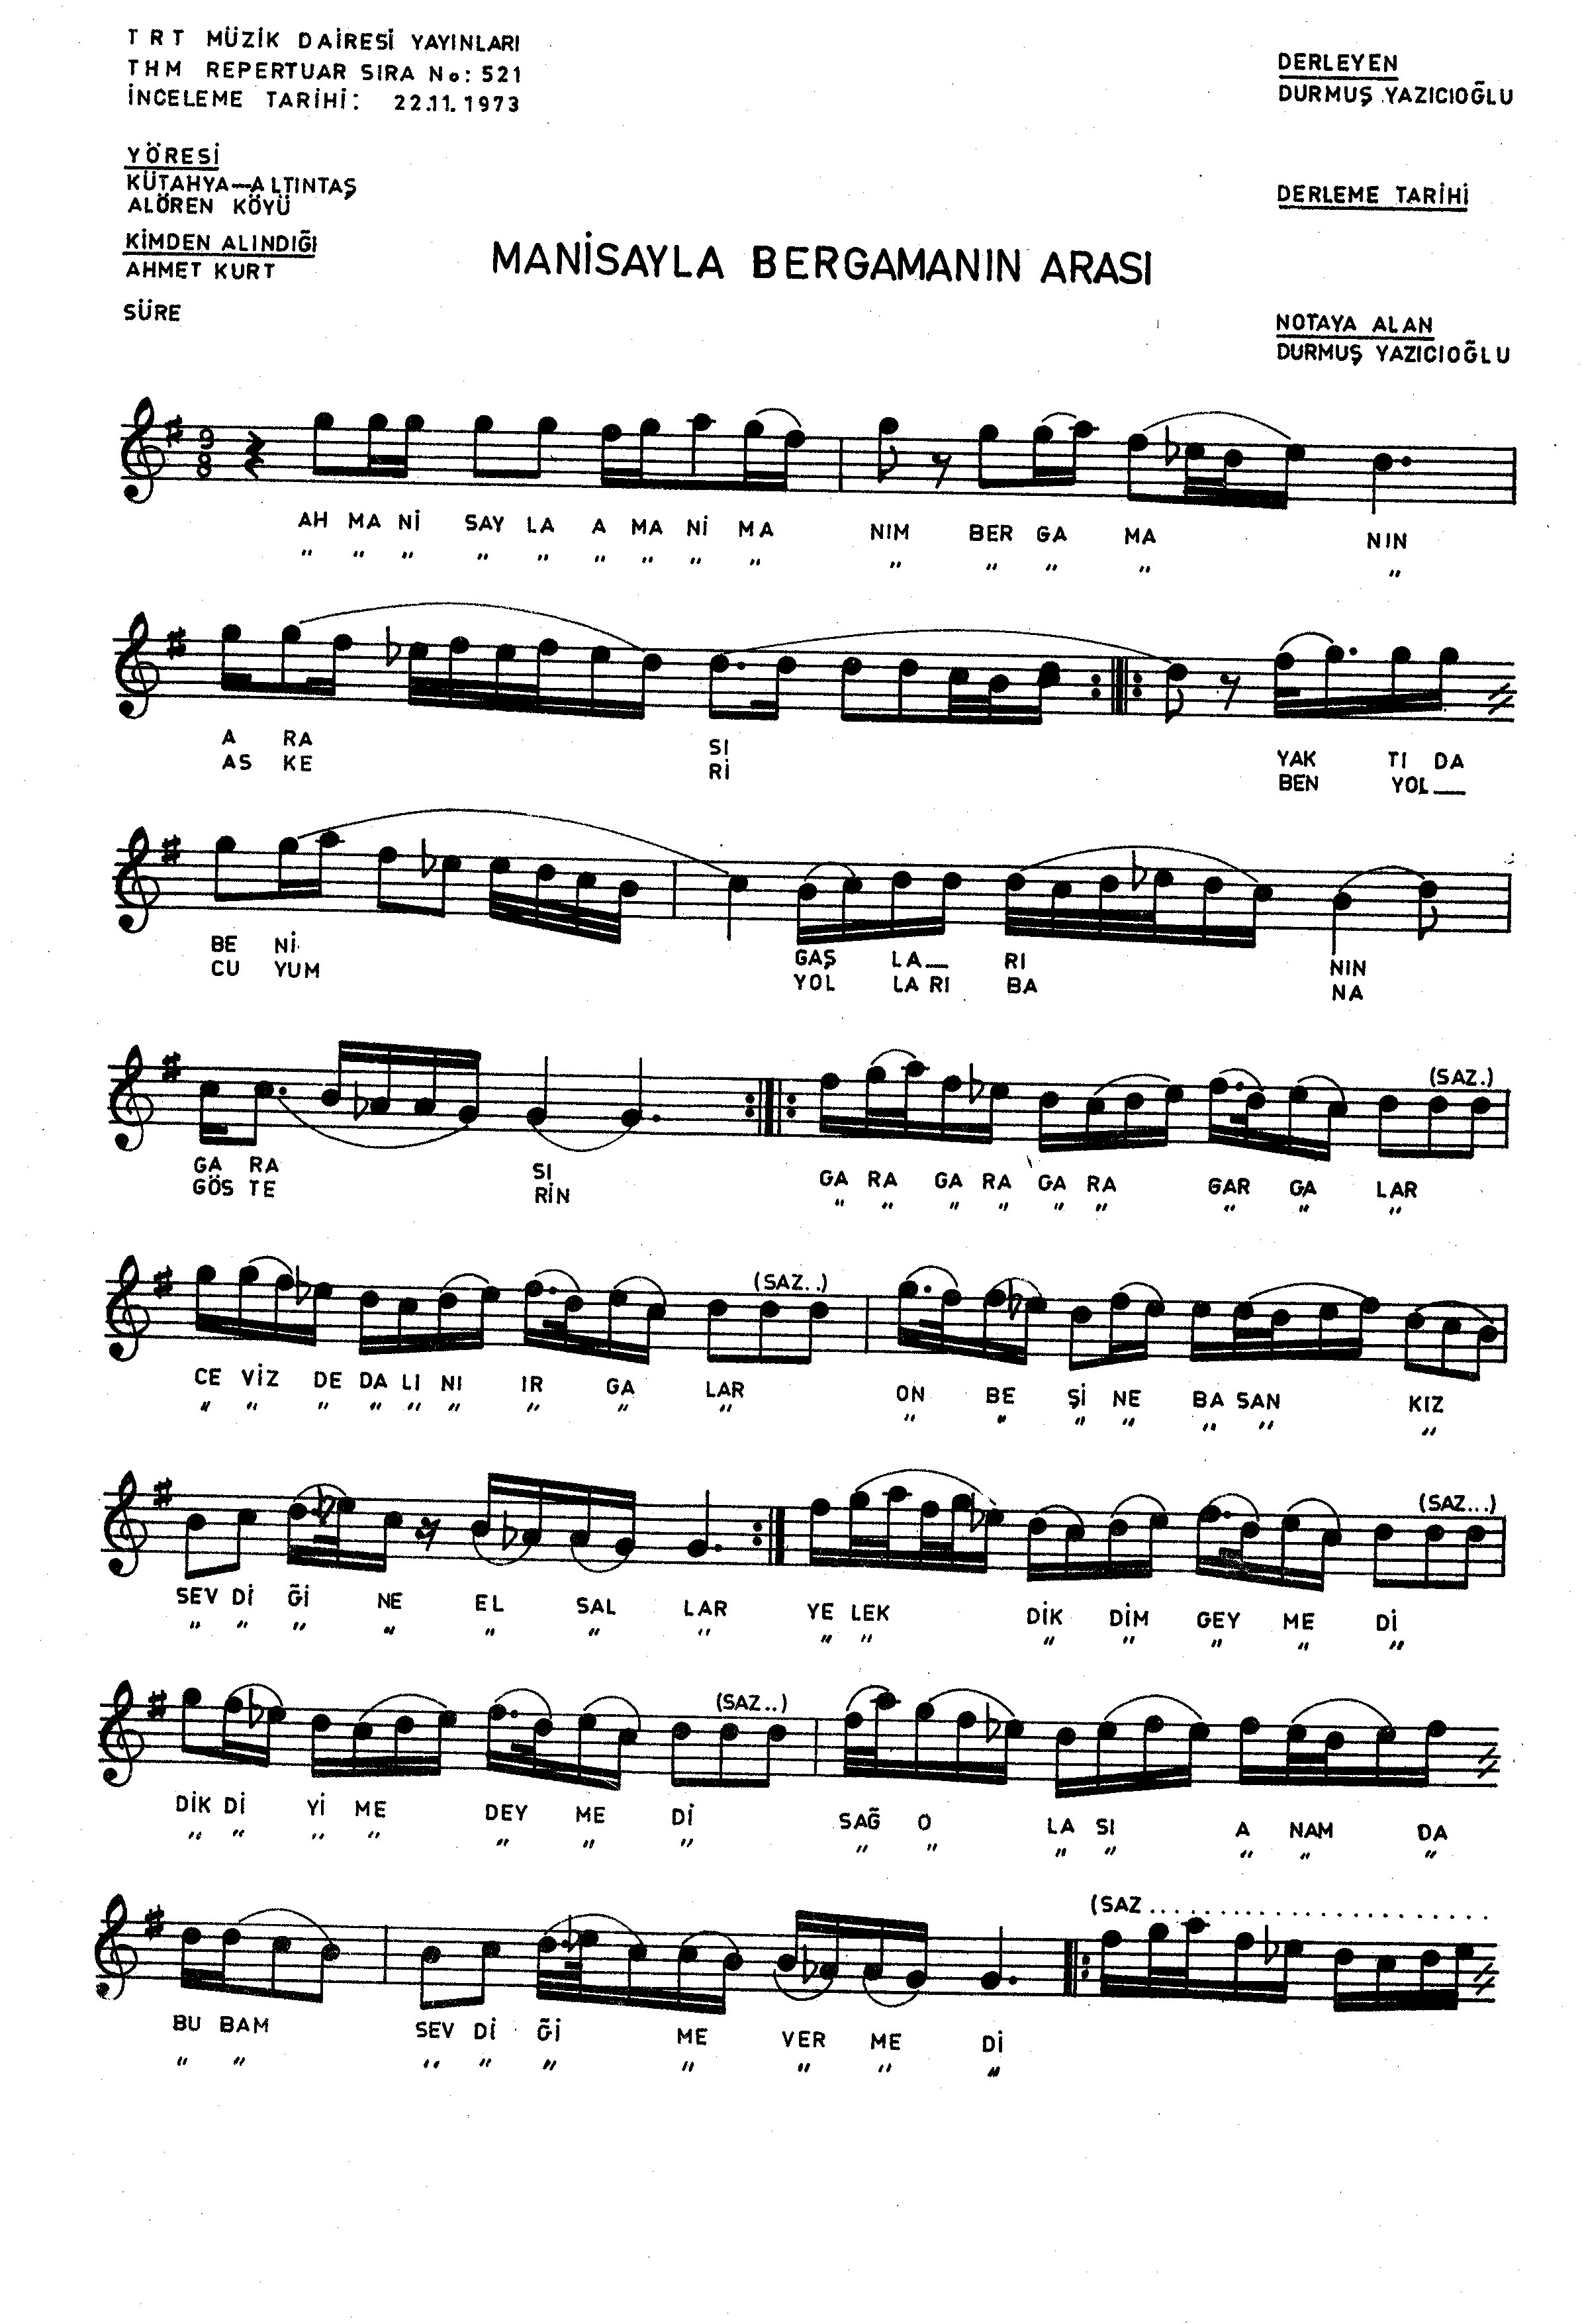 TRT MÜZİK DAİRESİ YAYINLARI
THM REPERTUAR SIRA No: 521
İNCELEME TARİHİ: 22.11.1973
DERLEYEN
DURMUŞ YAZICIOĞLU
YÖRESİ
KÜTAHYA—ALTINTAŞ
ALÖREN KÖYÜ
DERLEME TARİHİ
KİMDEN ALINDIĞI
AHMET KURT
MANİSAYLA BERGAMANIN ARASI
SÜRE
NOTAYA ALAN
DURMUŞ YAZICIOĞLU
9
8
AH MA Nİ SAY LA A MA Nİ MA NIM BER GA MA NIN
" " " " " " " " " " " " " "
A RA SI YAK TI DA
AS KE Rİ BEN YOL—
BE Nİ GAŞ LA— RI NIN
CU YUM YOL LA RI BA NA
(SAZ.)
GA RA SI GA RA GA RA GA RA GAR GA LAR
GÖS TE RİN " " " " " " " " "
(SAZ..)
CE VİZ DE DA LI NI IR GA LAR ON BE Şİ NE BA SAN KIZ
" " " " " " " " " " " " " " " "
(SAZ...)
SEV Dİ Ğİ NE EL SAL LAR YE LEK DİK DİM GEY ME Dİ
" " " " " " " " " " " " " "
(SAZ..)
DİK Dİ Yİ ME DEY ME Dİ SAĞ O LA SI A NAM DA
" " " " " " " " " " " " " "
(SAZ.........................
BU BAM SEV Dİ Ğİ ME VER ME Dİ
" " " " " " " " "